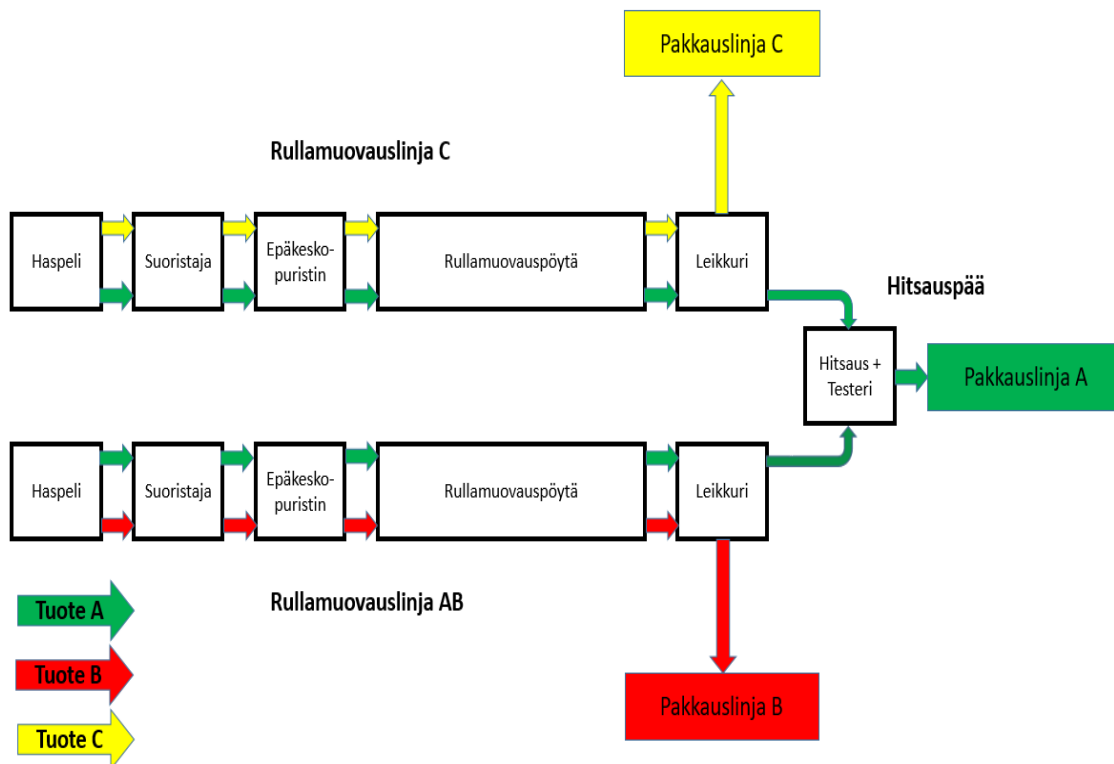 Pakkauslinja C
Rullamuovauslinja C
Haspeli
Suoristaja
Epäkesko-
puristin
Rullamuovauspöytä
Leikkuri
Hitsauspää
Hitsaus +
Testeri
Pakkauslinja A
Haspeli
Suoristaja
Epäkesko-
puristin
Rullamuovauspöytä
Leikkuri
Rullamuovauslinja AB
Tuote A
Tuote B
Pakkauslinja B
Tuote C